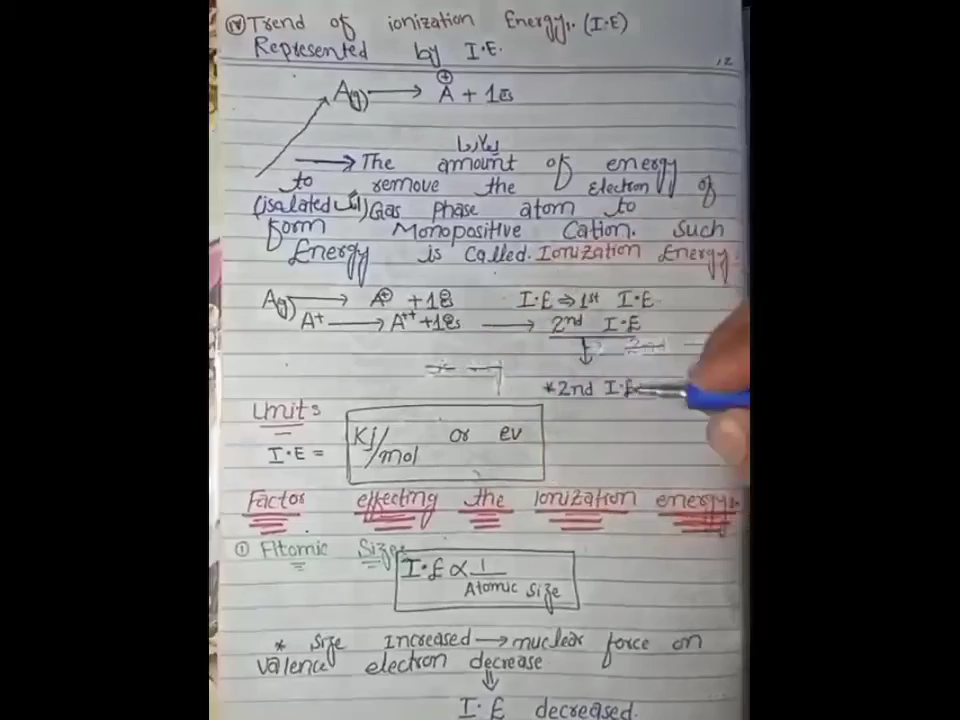 (iv) Trend of ionization Energy. (I.E)
Represented by I.E.
12
A(g) → A⊕ + 1e⊖s
→ The amount of energy
to remove the Electron of
(isalated) Gas phase atom to
form Monopositive Cation. Such
Energy is called. Ionization Energy.
A(g) → A⊕ + 1e⊖ I.E ⇒ 1st I.E
A+ → A++ + 1e⊖s → 2nd I.E
*2nd I.E
Units
I.E = KJ/mol or ev
Factor effecting the ionization energy.
① Atomic Size.
I.E ∝ 1/Atomic size
* Size Increased → nuclear force on
valence electron decrease
⇓
I.E decreased.